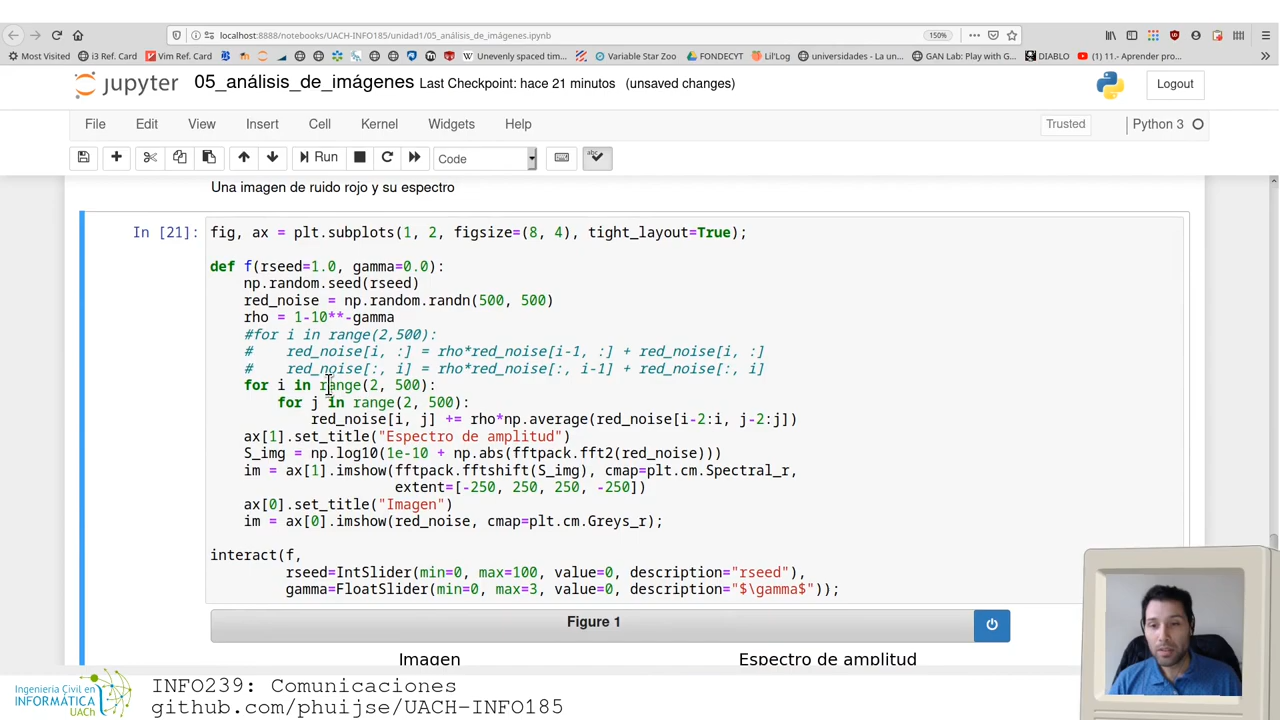 localhost:8888/notebooks/UACH-INFO185/unidad1/05_análisis_de_imágenes.ipynb
150%
Most Visited i3 Ref. Card Vim Ref. Card Unevenly spaced tim... Variable Star Zoo FONDECYT Lil'Log universidades - La un... GAN Lab: Play with G... DIABLO (1) 11.- Aprender pro...
jupyter 05_análisis_de_imágenes Last Checkpoint: hace 21 minutos (unsaved changes) Logout
File Edit View Insert Cell Kernel Widgets Help Trusted Python 3
Run Code
Una imagen de ruido rojo y su espectro
In [21]: fig, ax = plt.subplots(1, 2, figsize=(8, 4), tight_layout=True);
def f(rseed=1.0, gamma=0.0):
np.random.seed(rseed)
red_noise = np.random.randn(500, 500)
rho = 1-10**-gamma
#for i in range(2,500):
#    red_noise[i, :] = rho*red_noise[i-1, :] + red_noise[i, :]
#    red_noise[:, i] = rho*red_noise[:, i-1] + red_noise[:, i]
for i in range(2, 500):
for j in range(2, 500):
red_noise[i, j] += rho*np.average(red_noise[i-2:i, j-2:j])
ax[1].set_title("Espectro de amplitud")
S_img = np.log10(1e-10 + np.abs(fftpack.fft2(red_noise)))
im = ax[1].imshow(fftpack.fftshift(S_img), cmap=plt.cm.Spectral_r,
extent=[-250, 250, 250, -250])
ax[0].set_title("Imagen")
im = ax[0].imshow(red_noise, cmap=plt.cm.Greys_r);
interact(f,
rseed=IntSlider(min=0, max=100, value=0, description="rseed"),
gamma=FloatSlider(min=0, max=3, value=0, description="$\gamma$"));
Figure 1
Imagen Espectro de amplitud
Ingeniería Civil en
INFORMÁTICA
UACh
INFO239: Comunicaciones
github.com/phuijse/UACH-INFO185